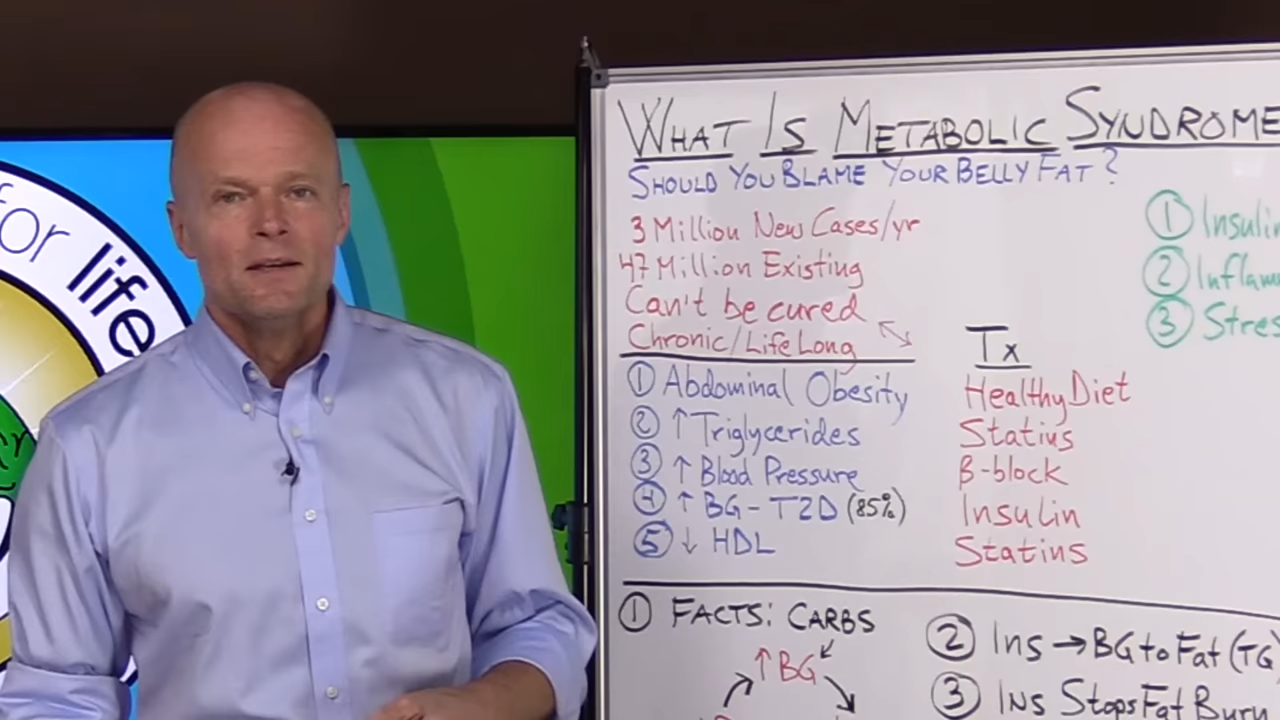 for life
WHAT IS METABOLIC SYNDROME
SHOULD YOU BLAME YOUR BELLY FAT?
3 Million New Cases/yr
47 Million Existing
Can't be cured
Chronic/Life Long
① Abdominal Obesity
② ↑ Triglycerides
③ ↑ Blood Pressure
④ ↑ BG - T2D (85%)
⑤ ↓ HDL
Tx
Healthy Diet
Statins
β-block
Insulin
Statins
① Insulin
② Inflam
③ Stres
① FACTS: CARBS
↑ BG
② Ins → BG to Fat (TG)
③ Ins Stops Fat Burn